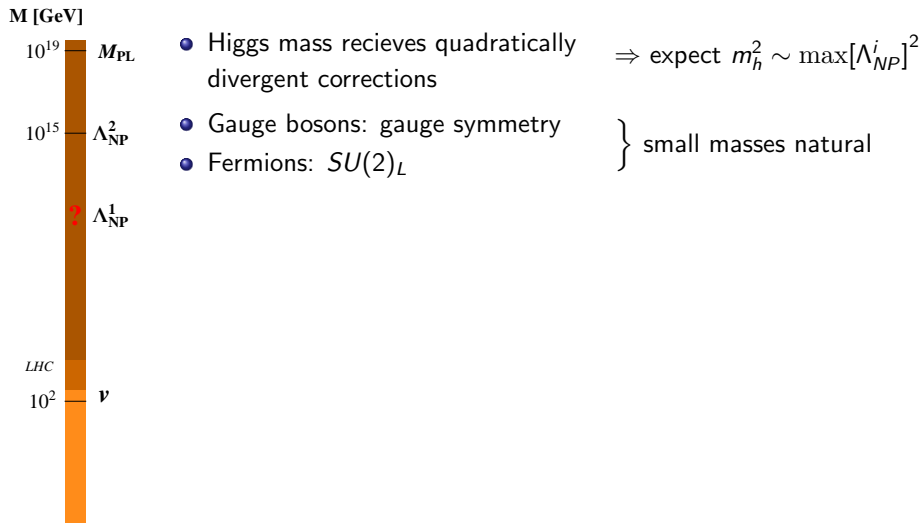 M [GeV]
10^19 M_PL
10^15 Λ^2_NP
? Λ^1_NP
LHC
10^2 v
Higgs mass recieves quadratically
divergent corrections
⇒ expect m_h^2 ∼ max[Λ^i_NP]^2
Gauge bosons: gauge symmetry
Fermions: SU(2)_L
} small masses natural